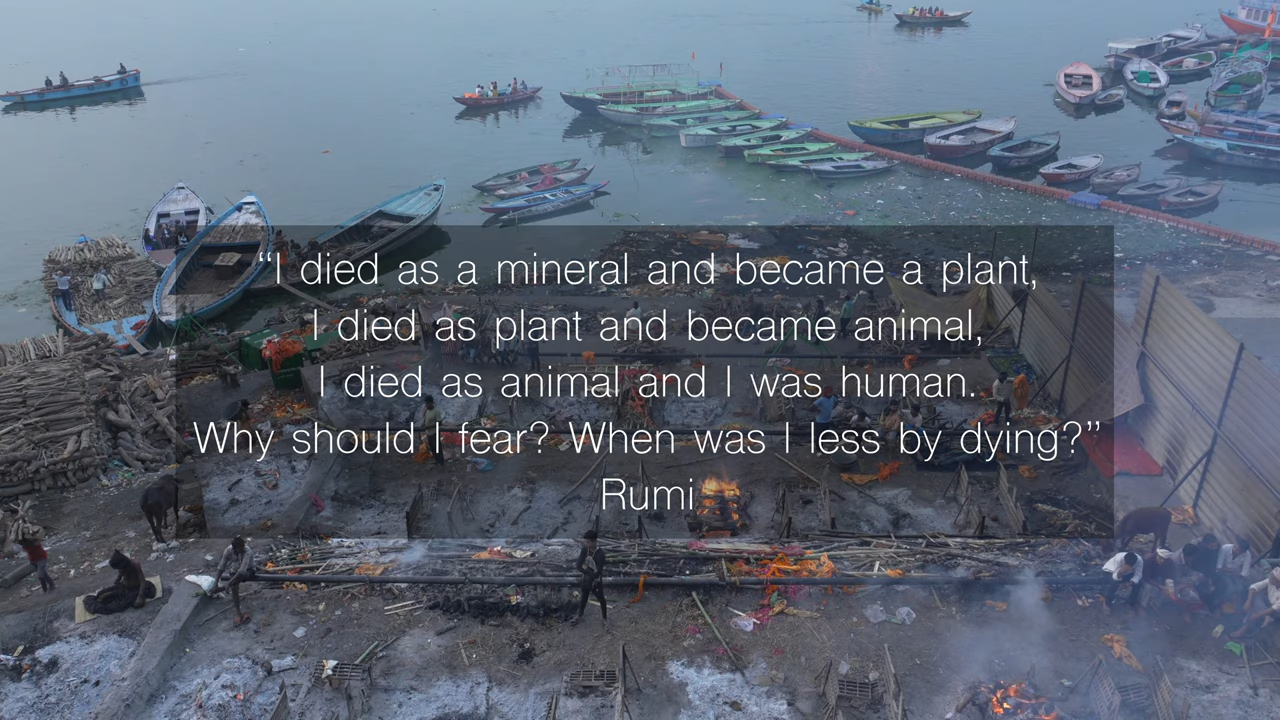 “I died as a mineral and became a plant,
I died as plant and became animal,
I died as animal and I was human.
Why should I fear? When was I less by dying?”
Rumi